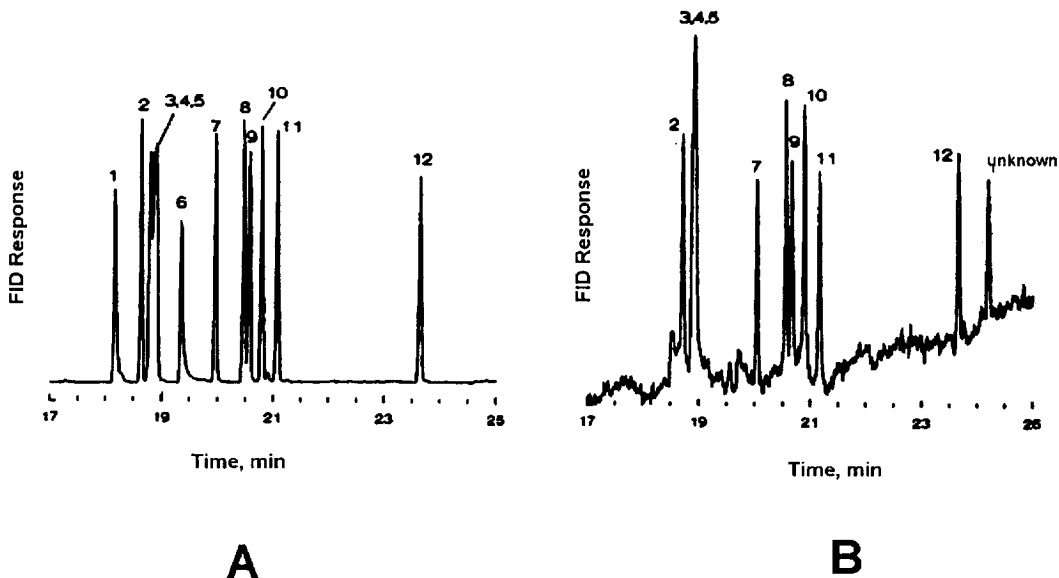 FID Response
1
2
3,4,5
6
7
8
9
10
11
12
17 19 21 23 25
Time, min
A
FID Response
2
3,4,5
7
8
9
10
11
12
unknown
17 19 21 23 26
Time, min
B